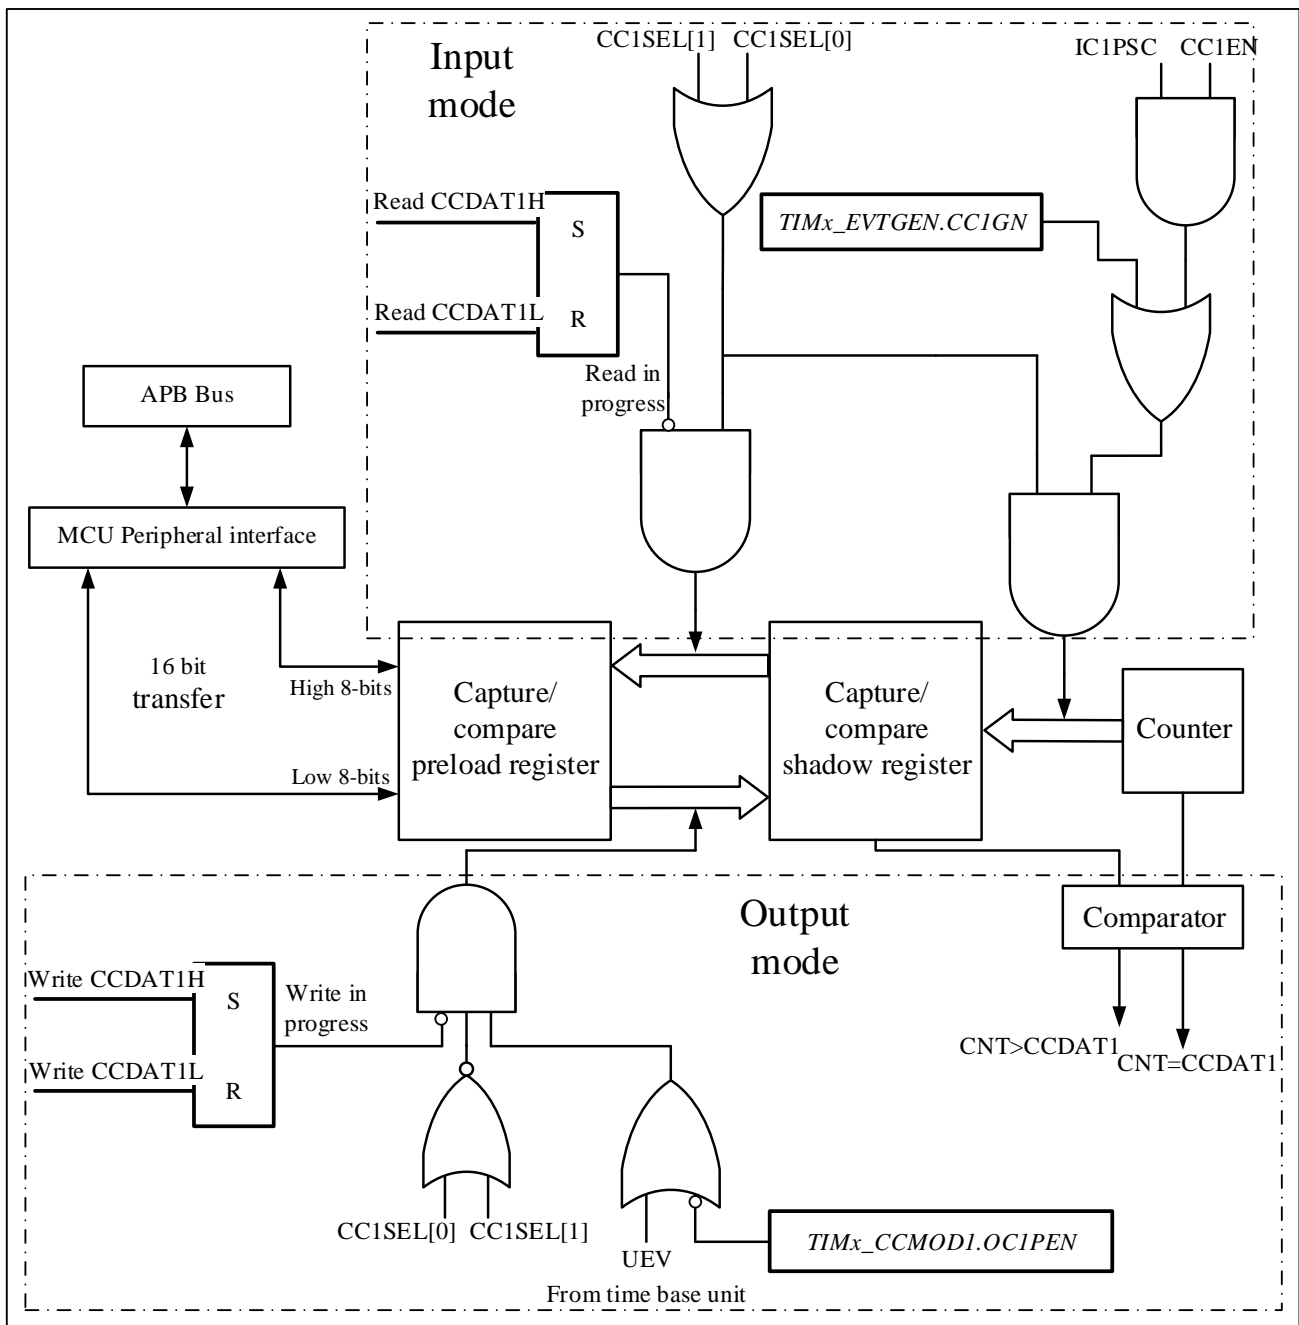 Input
mode
CC1SEL[1]
CC1SEL[0]
IC1PSC
CC1EN
Read CCDAT1H
S
TIMx_EVTGEN.CC1GN
Read CCDAT1L
R
Read in
progress
APB Bus
MCU Peripheral interface
16 bit
transfer
High 8-bits
Low 8-bits
Capture/
compare
preload register
Capture/
compare
shadow register
Counter
Output
mode
Comparator
Write CCDAT1H
S
Write in
progress
Write CCDAT1L
R
CNT>CCDAT1
CNT=CCDAT1
CC1SEL[0]
CC1SEL[1]
UEV
TIMx_CCMOD1.OC1PEN
From time base unit